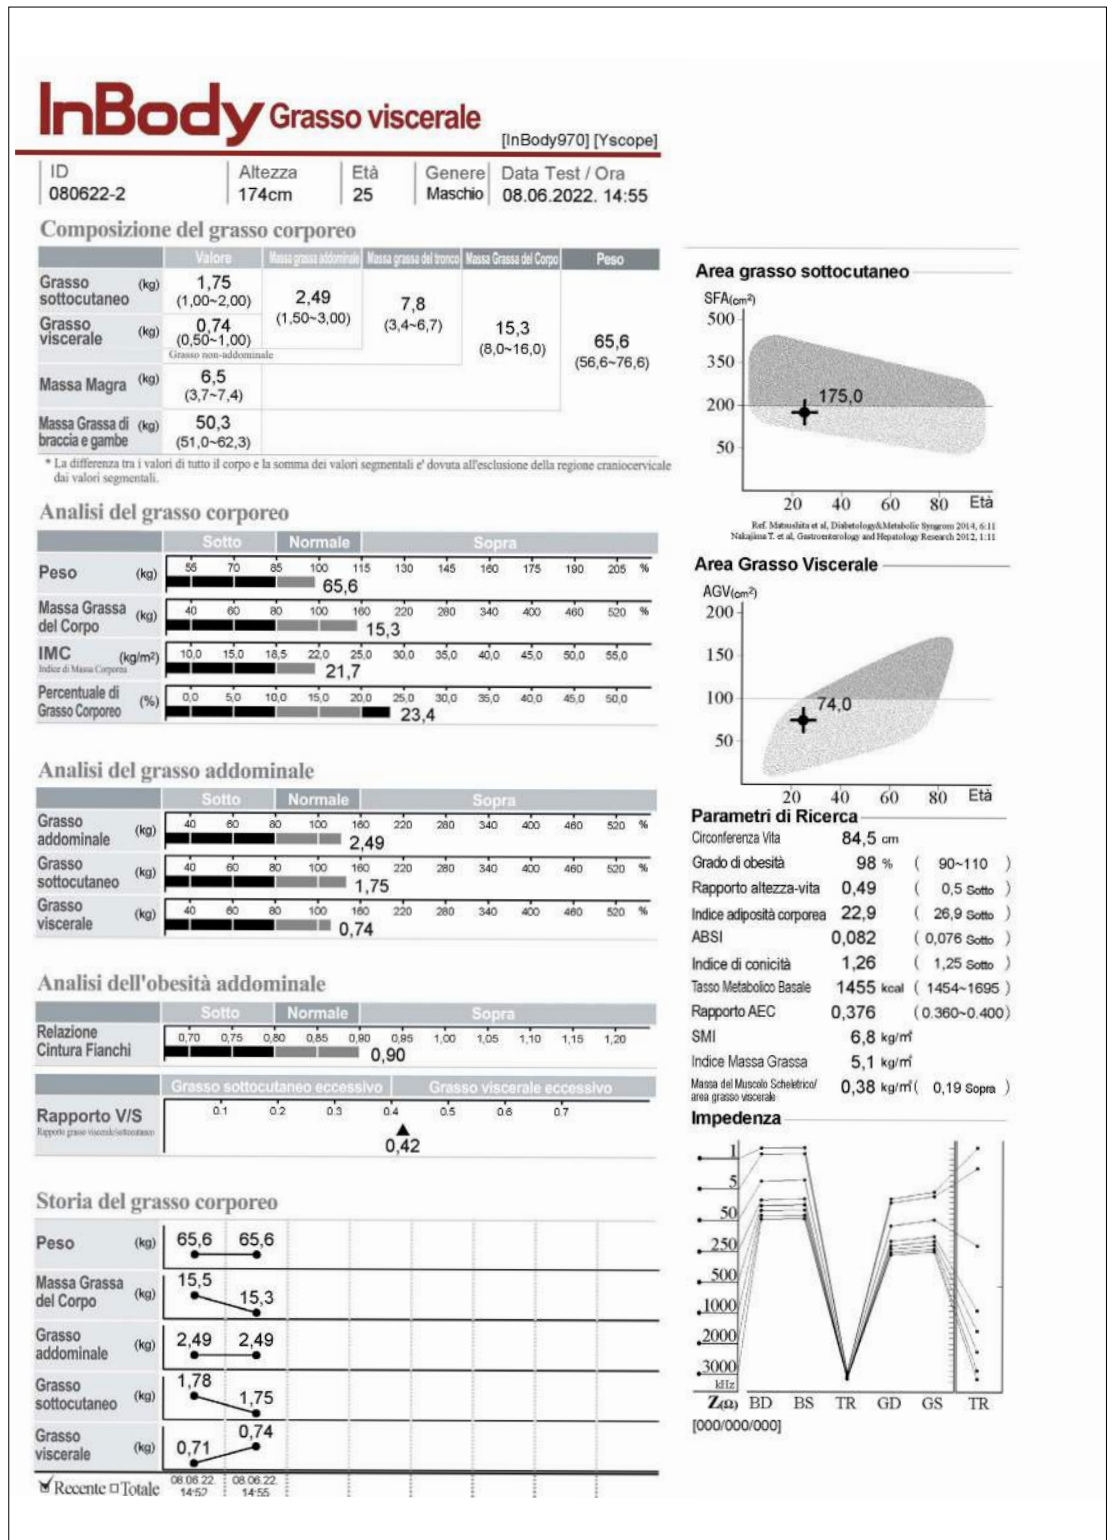 InBody Grasso viscerale
[InBody970] [Yscope]
ID Altezza Età Genere Data Test / Ora
080622-2 174cm 25 Maschio 08.06.2022. 14:55
Composizione del grasso corporeo
Valore Massa grassa addominale Massa grassa del tronco Massa Grassa del Corpo Peso
Grasso sottocutaneo (kg) 1,75 (1,00~2,00)
2,49 (1,50~3,00)
7,8 (3,4~6,7)
15,3 (8,0~16,0)
65,6 (56,6~76,6)
Grasso viscerale (kg) 0,74 (0,50~1,00)
Grasso non-addominale
Massa Magra (kg) 6,5 (3,7~7,4)
Massa Grassa di braccia e gambe (kg) 50,3 (51,0~62,3)
* La differenza tra i valori di tutto il corpo e la somma dei valori segmentali e' dovuta all'esclusione della regione craniocervicale
dai valori segmentali.
Analisi del grasso corporeo
Sotto Normale Sopra
Peso (kg) 55 70 85 100 115 130 145 160 175 190 205 %
65,6
Massa Grassa del Corpo (kg) 40 60 80 100 160 220 280 340 400 460 520 %
15,3
IMC (kg/m²) 10,0 15,0 18,5 22,0 25,0 30,0 35,0 40,0 45,0 50,0 55,0
Indice di Massa Corporea
21,7
Percentuale di Grasso Corporeo (%) 0,0 5,0 10,0 15,0 20,0 25,0 30,0 35,0 40,0 45,0 50,0
23,4
Analisi del grasso addominale
Sotto Normale Sopra
Grasso addominale (kg) 40 60 80 100 160 220 280 340 400 460 520 %
2,49
Grasso sottocutaneo (kg) 40 60 80 100 160 220 280 340 400 460 520 %
1,75
Grasso viscerale (kg) 40 60 80 100 160 220 280 340 400 460 520 %
0,74
Analisi dell'obesità addominale
Sotto Normale Sopra
Relazione Cintura Fianchi 0,70 0,75 0,80 0,85 0,90 0,95 1,00 1,05 1,10 1,15 1,20
0,90
Grasso sottocutaneo eccessivo Grasso viscerale eccessivo
Rapporto V/S 0.1 0.2 0.3 0.4 0.5 0.6 0.7
Rapporto grasso viscerale/sottocutaneo
0,42
Storia del grasso corporeo
Peso (kg) 65,6 65,6
Massa Grassa del Corpo (kg) 15,5 15,3
Grasso addominale (kg) 2,49 2,49
Grasso sottocutaneo (kg) 1,78 1,75
Grasso viscerale (kg) 0,71 0,74
Recente Totale 08.06.22. 14:52 08.06.22. 14:55
Area grasso sottocutaneo
SFA(cm²)
500
350
200 175,0
50
20 40 60 80 Età
Ref. Matsushita et al, Diabetology&Metabolic Syngrom 2014, 6:11
Nakajima T. et al, Gastroenterology and Hepatology Research 2012, 1:11
Area Grasso Viscerale
AGV(cm²)
200
150
100
74,0
50
20 40 60 80 Età
Parametri di Ricerca
Circonferenza Vita 84,5 cm
Grado di obesità 98 % ( 90~110 )
Rapporto altezza-vita 0,49 ( 0,5 Sotto )
Indice adiposità corporea 22,9 ( 26,9 Sotto )
ABSI 0,082 ( 0,076 Sotto )
Indice di conicità 1,26 ( 1,25 Sotto )
Tasso Metabolico Basale 1455 kcal ( 1454~1695 )
Rapporto AEC 0,376 (0.360~0.400)
SMI 6,8 kg/m²
Indice Massa Grassa 5,1 kg/m²
Massa del Muscolo Scheletrico/ area grasso viscerale 0,38 kg/m² ( 0,19 Sopra )
Impedenza
1
5
50
250
500
1000
2000
3000
kHz
Z(Ω) BD BS TR GD GS TR
[000/000/000]